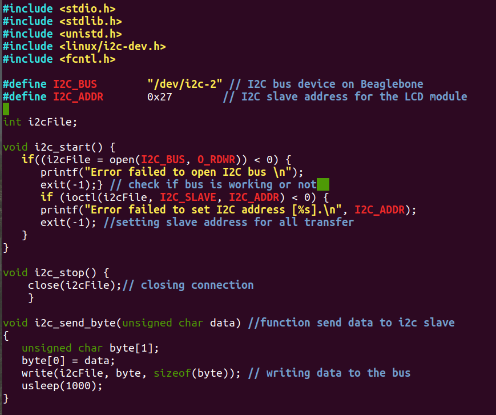 #include <stdio.h>
#include <stdlib.h>
#include <unistd.h>
#include <linux/i2c-dev.h>
#include <fcntl.h>
#define I2C_BUS "/dev/i2c-2" // I2C bus device on Beaglebone
#define I2C_ADDR 0x27 // I2C slave address for the LCD module
int i2cFile;
void i2c_start() {
if((i2cFile = open(I2C_BUS, O_RDWR)) < 0) {
printf("Error failed to open I2C bus \n");
exit(-1);} // check if bus is working or not
if (ioctl(i2cFile, I2C_SLAVE, I2C_ADDR) < 0) {
printf("Error failed to set I2C address [%s].\n", I2C_ADDR);
exit(-1); //setting slave address for all transfer
}
}
void i2c_stop() {
close(i2cFile);// closing connection
}
void i2c_send_byte(unsigned char data) //function send data to i2c slave
{
unsigned char byte[1];
byte[0] = data;
write(i2cFile, byte, sizeof(byte)); // writing data to the bus
usleep(1000);
}